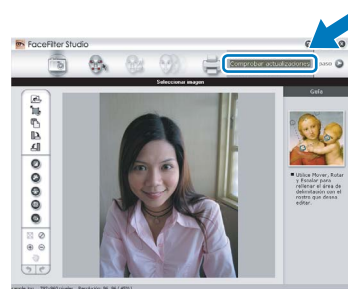 FaceFilter Studio
Comprobar actualizaciones
Seleccionar imagen
Guía
Utilice Mover, Rotar
y Escalar para
rellenar el área de
delimitación con el
rostro que desea
editar.